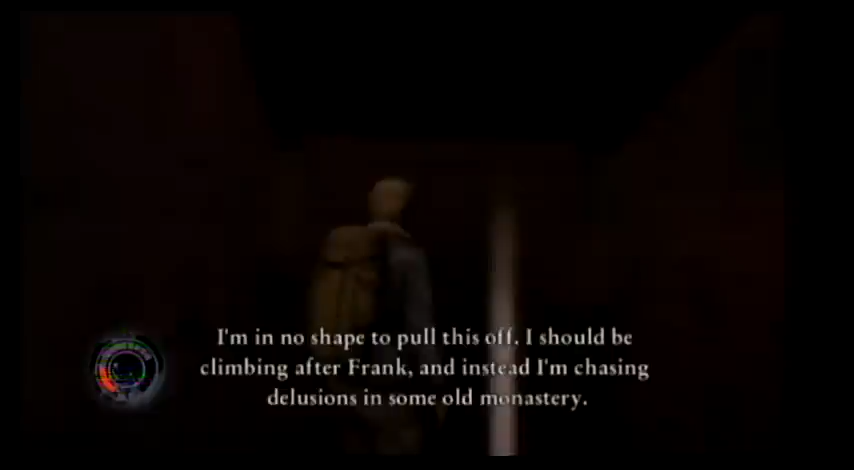 I'm in no shape to pull this off. I should be
climbing after Frank, and instead I'm chasing
delusions in some old monastery.